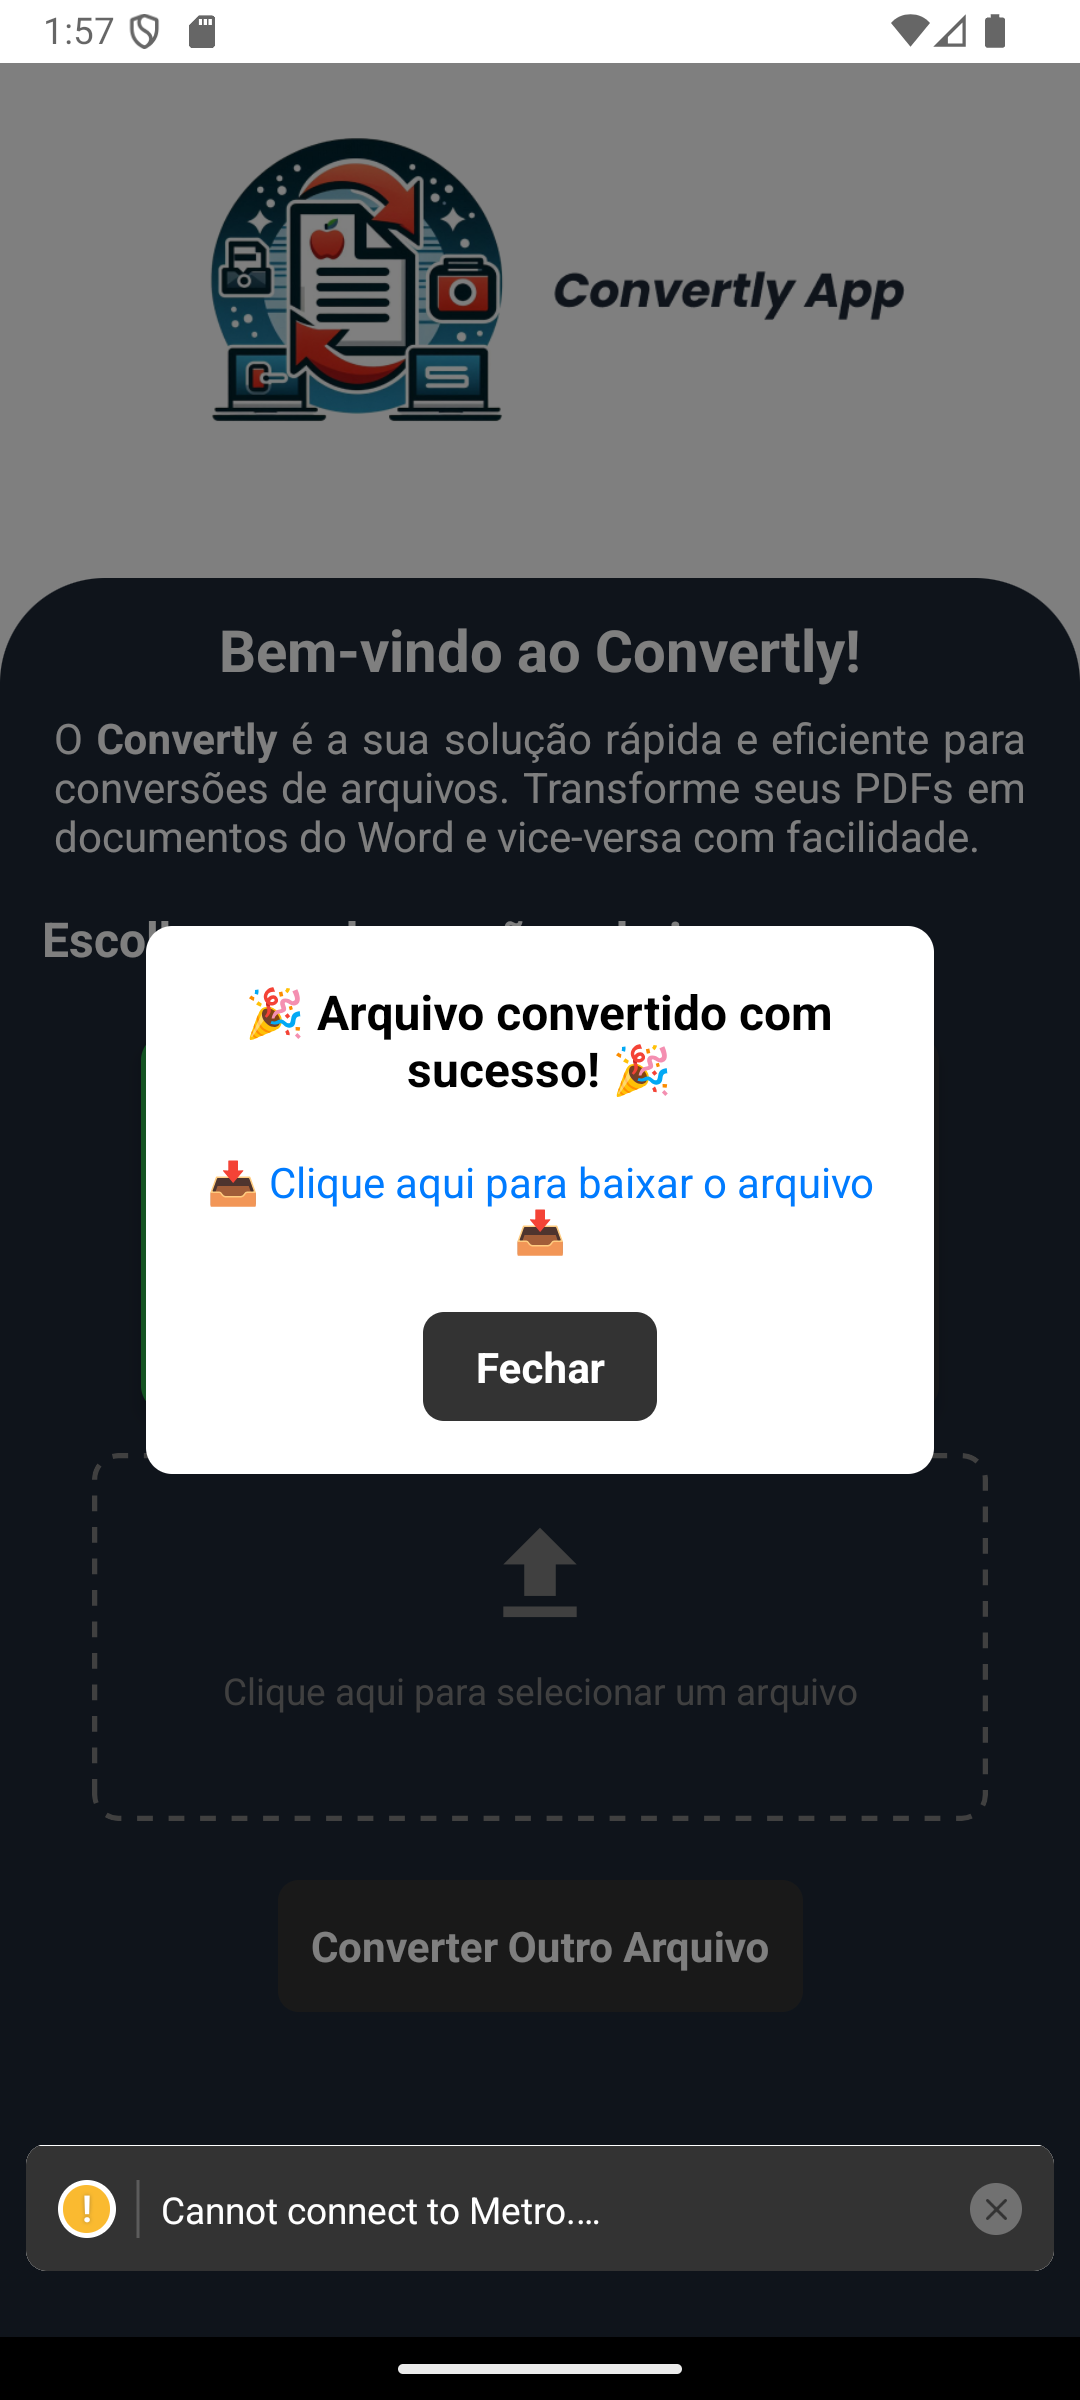 1:57
Convertly App
Bem-vindo ao Convertly!
O Convertly é a sua solução rápida e eficiente para
conversões de arquivos. Transforme seus PDFs em
documentos do Word e vice-versa com facilidade.
🎉 Arquivo convertido com
sucesso! 🎉
📥 Clique aqui para baixar o arquivo
📥
Fechar
Clique aqui para selecionar um arquivo
Converter Outro Arquivo
Cannot connect to Metro....